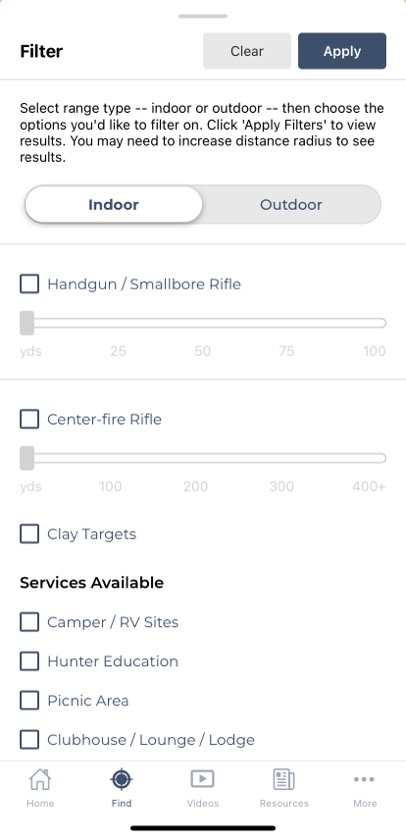 Filter
Clear
Apply
Select range type -- indoor or outdoor -- then choose the
options you'd like to filter on. Click 'Apply Filters' to view
results. You may need to increase distance radius to see
results.
Indoor
Outdoor
Handgun / Smallbore Rifle
yds 25 50 75 100
Center-fire Rifle
yds 100 200 300 400+
Clay Targets
Services Available
Camper / RV Sites
Hunter Education
Picnic Area
Clubhouse / Lounge / Lodge
Home
Find
Videos
Resources
More